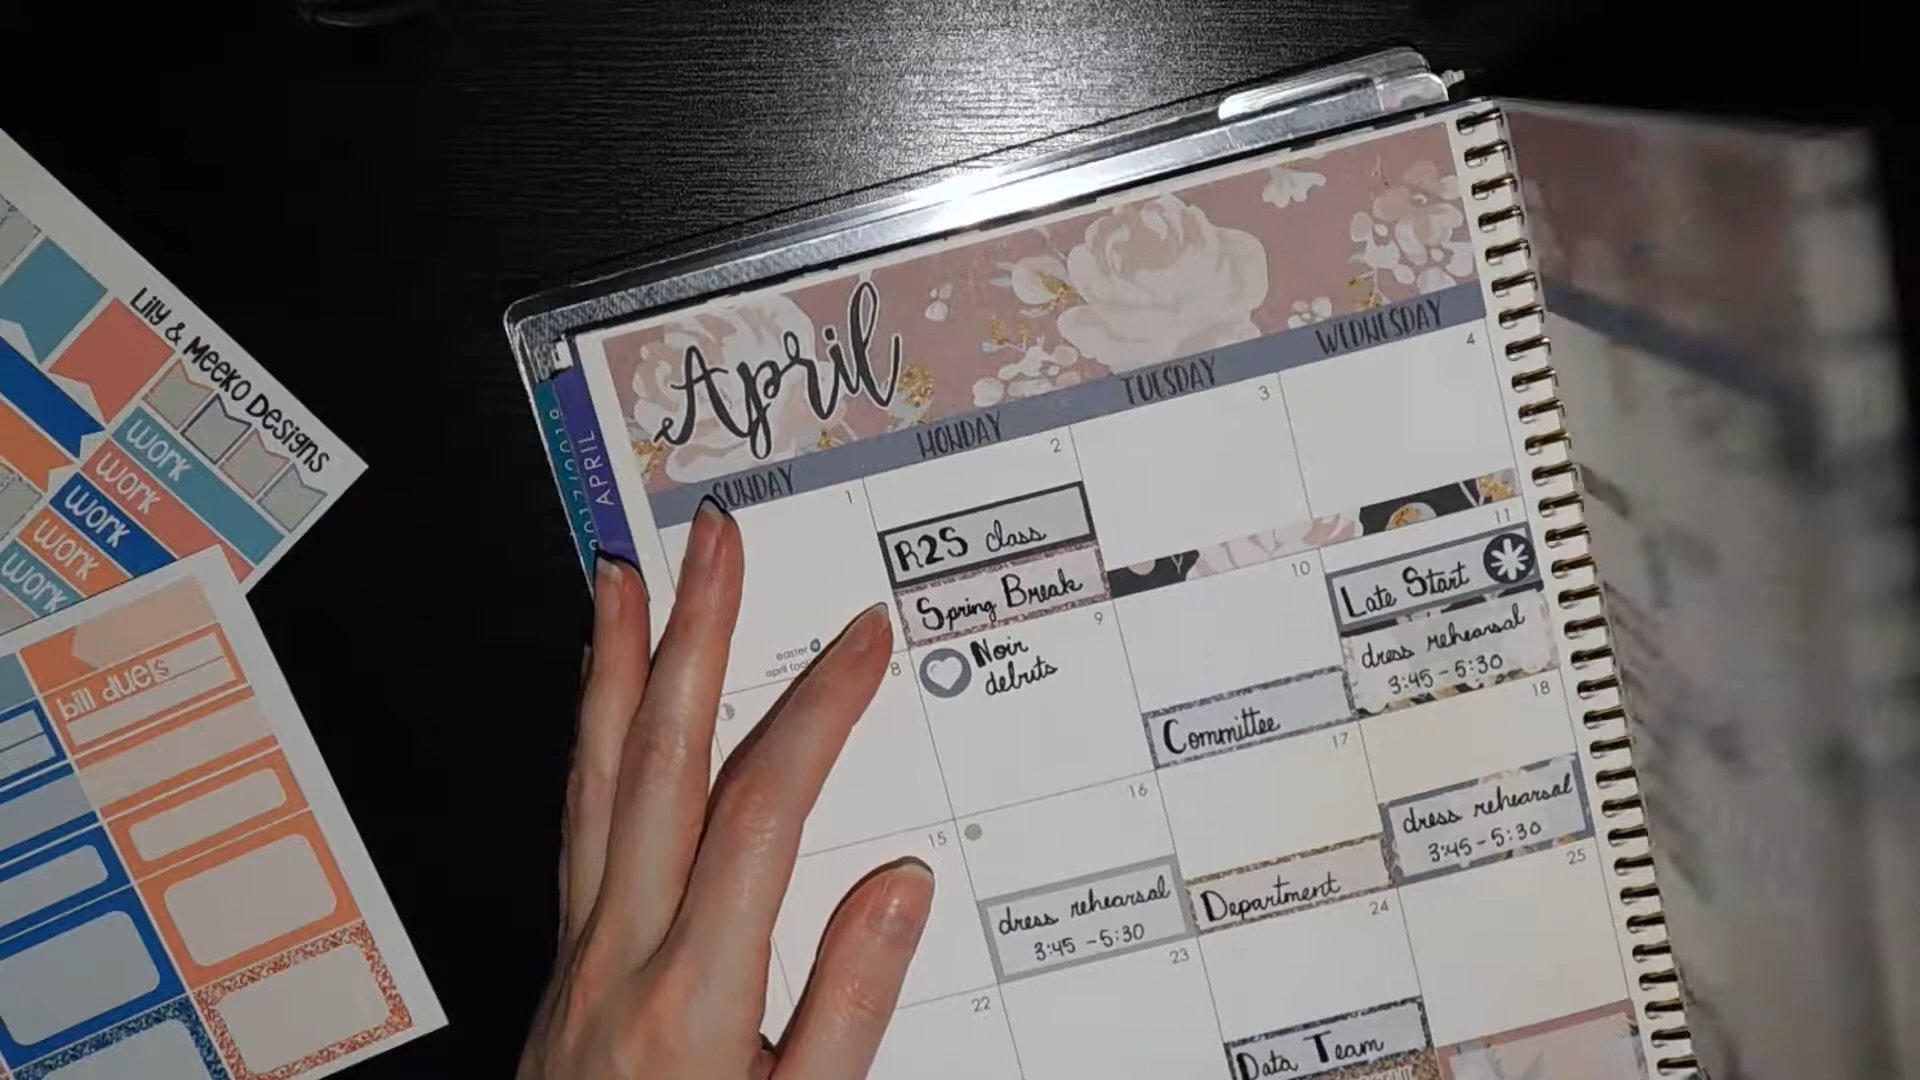 Lily & Meeko Designs
work
work
work
work
work
bill due
2017/2018
APRIL
April
SUNDAY
MONDAY
TUESDAY
WEDNESDAY
1
2
3
4
R2S class
Spring Break
easter
april fool
8
9
10
11
Noir
debuts
Late Start
dress rehearsal
3:45 - 5:30
Committee
15
16
17
18
dress rehearsal
3:45 - 5:30
Department
dress rehearsal
3:45 - 5:30
22
23
24
25
Data Team